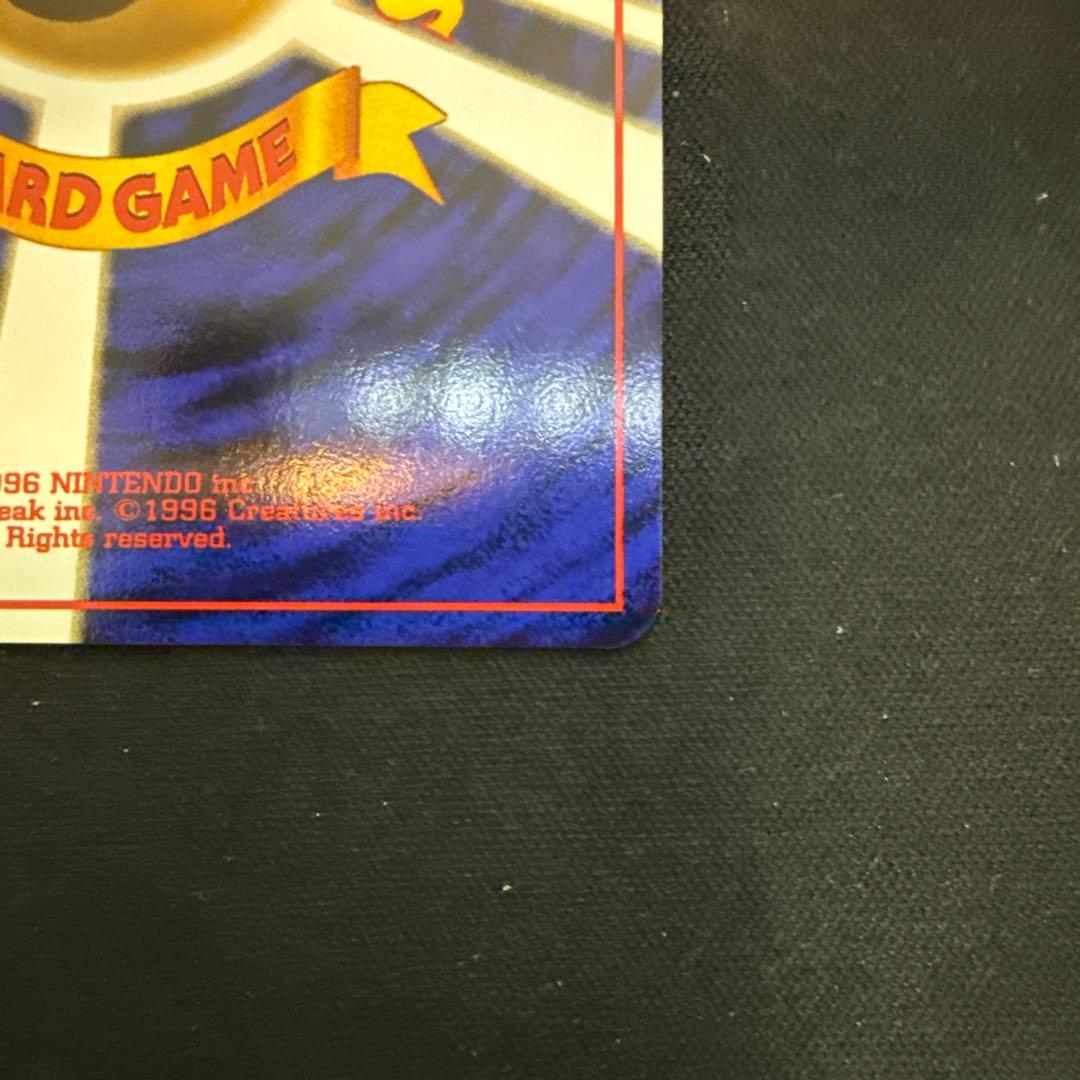 S
ARD GAME
996 NINTENDO inc.
eak inc. ©1996 Creatures inc.
Rights reserved.